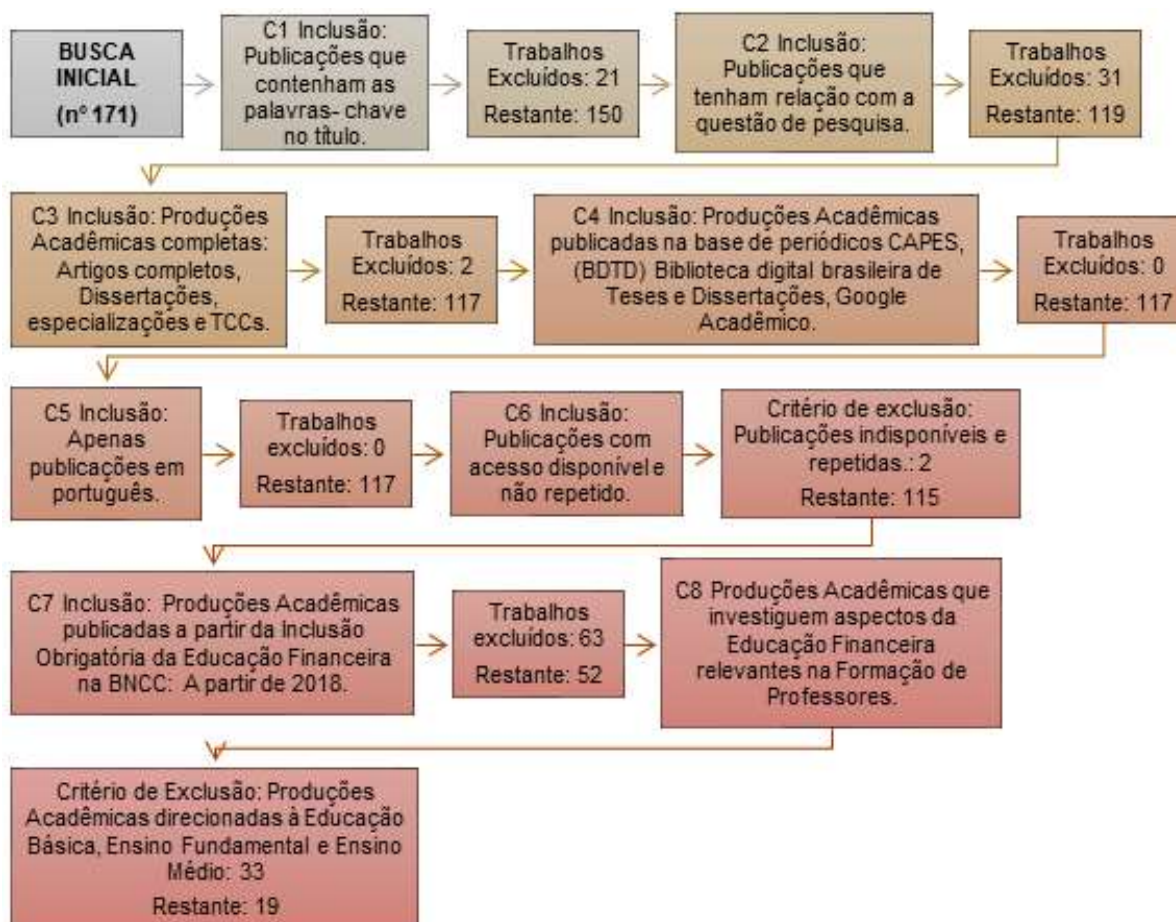 BUSCA
INICIAL
(nº 171)
C1 Inclusão:
Publicações que
contenham as
palavras- chave
no título.
Trabalhos
Excluídos: 21
Restante: 150
C2 Inclusão:
Publicações que
tenham relação com a
questão de pesquisa.
Trabalhos
Excluídos: 31
Restante: 119
C3 Inclusão: Produções
Acadêmicas completas:
Artigos completos,
Dissertações,
especializações e TCCs.
Trabalhos
Excluídos: 2
Restante: 117
C4 Inclusão: Produções Acadêmicas
publicadas na base de periódicos CAPES,
(BDTD) Biblioteca digital brasileira de
Teses e Dissertações, Google
Acadêmico.
Trabalhos
Excluídos: 0
Restante: 117
C5 Inclusão:
Apenas
publicações em
português.
Trabalhos
excluídos: 0
Restante: 117
C6 Inclusão:
Publicações com
acesso disponível e
não repetido.
Critério de exclusão:
Publicações indisponíveis e
repetidas.: 2
Restante: 115
C7 Inclusão: Produções Acadêmicas
publicadas a partir da Inclusão
Obrigatória da Educação Financeira
na BNCC: A partir de 2018.
Trabalhos
excluídos: 63
Restante: 52
C8 Produções Acadêmicas que
investiguem aspectos da
Educação Financeira
relevantes na Formação de
Professores.
Critério de Exclusão: Produções
Acadêmicas direcionadas à Educação
Básica, Ensino Fundamental e Ensino
Médio: 33
Restante: 19